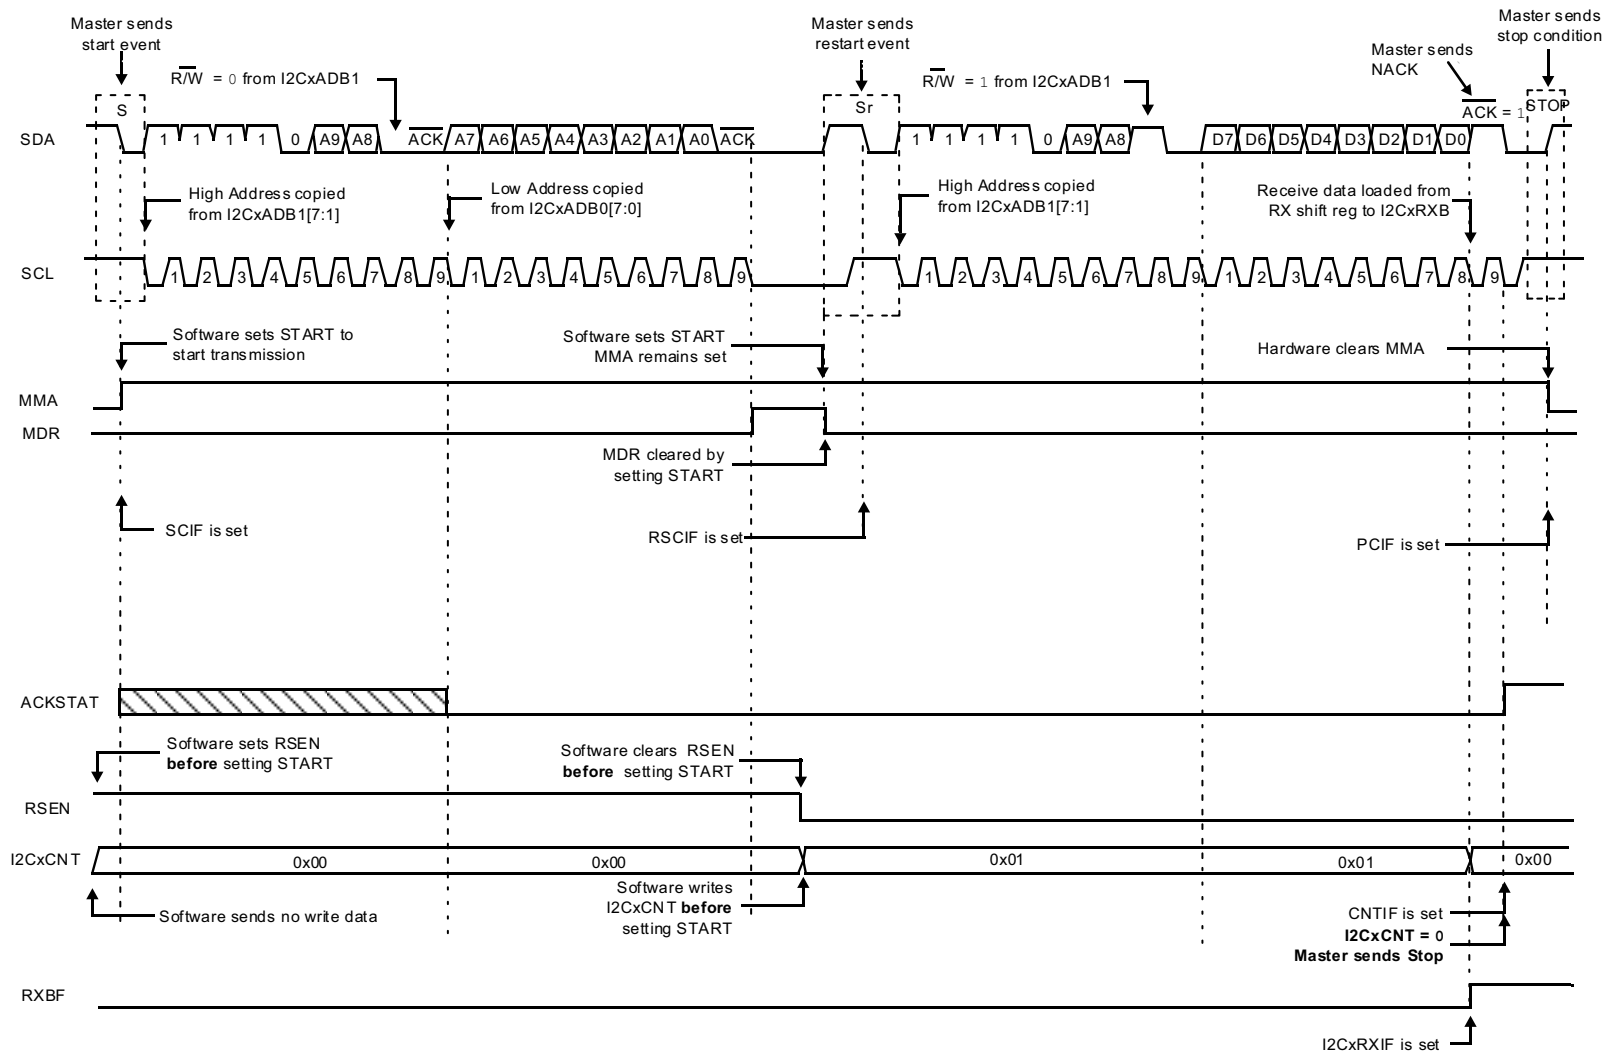 Master sends
start event
Master sends
restart event
Master sends
stop condition
Master sends
NACK
R/W = 0 from I2CxADB1
R/W = 1 from I2CxADB1
S
Sr
ACK = 1
STOP
SDA
1 1 1 1 0 A9 A8 ACK A7 A6 A5 A4 A3 A2 A1 A0 ACK 1 1 1 1 0 A9 A8 D7 D6 D5 D4 D3 D2 D1 D0
High Address copied
from I2CxADB1[7:1]
Low Address copied
from I2CxADB0[7:0]
High Address copied
from I2CxADB1[7:1]
Receive data loaded from
RX shift reg to I2CxRXB
SCL
1 2 3 4 5 6 7 8 9 1 2 3 4 5 6 7 8 9 1 2 3 4 5 6 7 8 9 1 2 3 4 5 6 7 8 9
Software sets START to
start transmission
Software sets START
MMA remains set
Hardware clears MMA
MMA
MDR
MDR cleared by
setting START
SCIF is set
RSCIF is set
PCIF is set
ACKSTAT
Software sets RSEN
before setting START
Software clears RSEN
before setting START
RSEN
I2CxCNT
0x00 0x00 0x01 0x01 0x00
Software sends no write data
Software writes
I2CxCNT before
setting START
CNTIF is set
I2CxCNT = 0
Master sends Stop
RXBF
I2CxRXIF is set